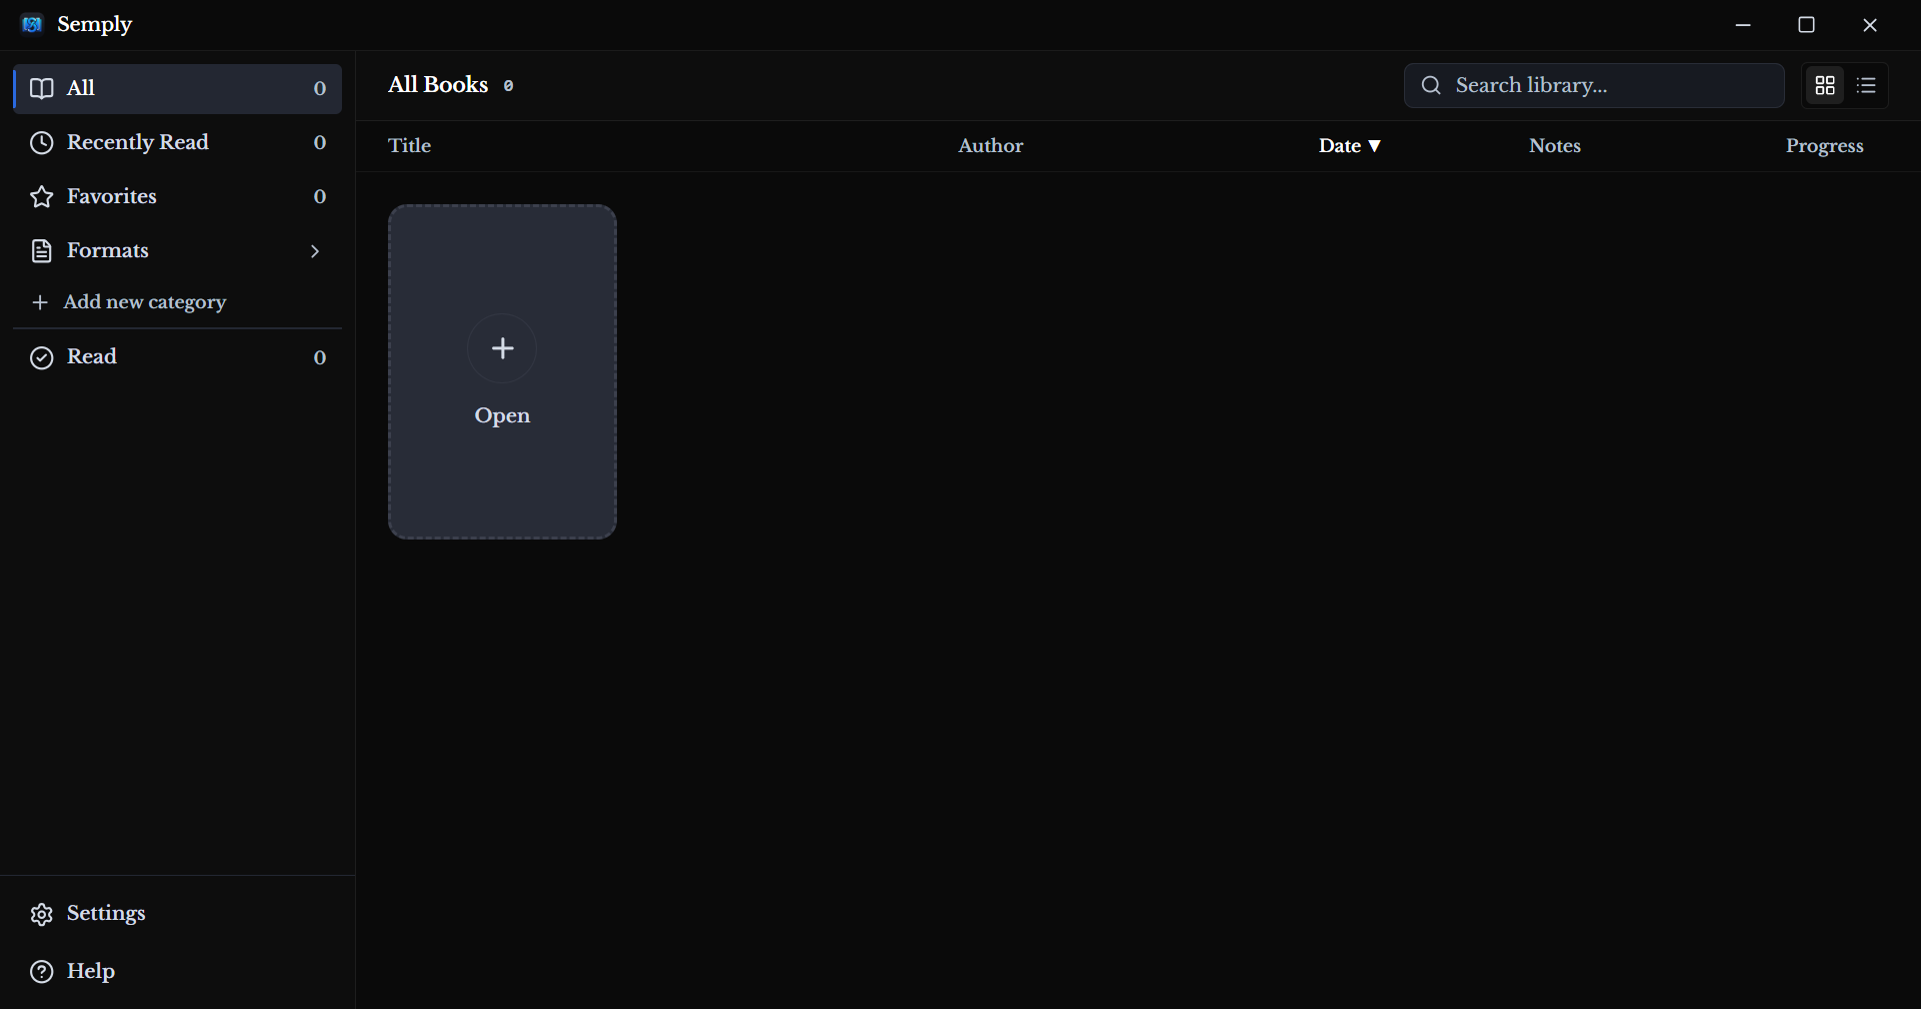 Semply
All 0
Recently Read 0
Favorites 0
Formats
Add new category
Read 0
Settings
Help
All Books 0
Search library...
Title Author Date ▼ Notes Progress
Open